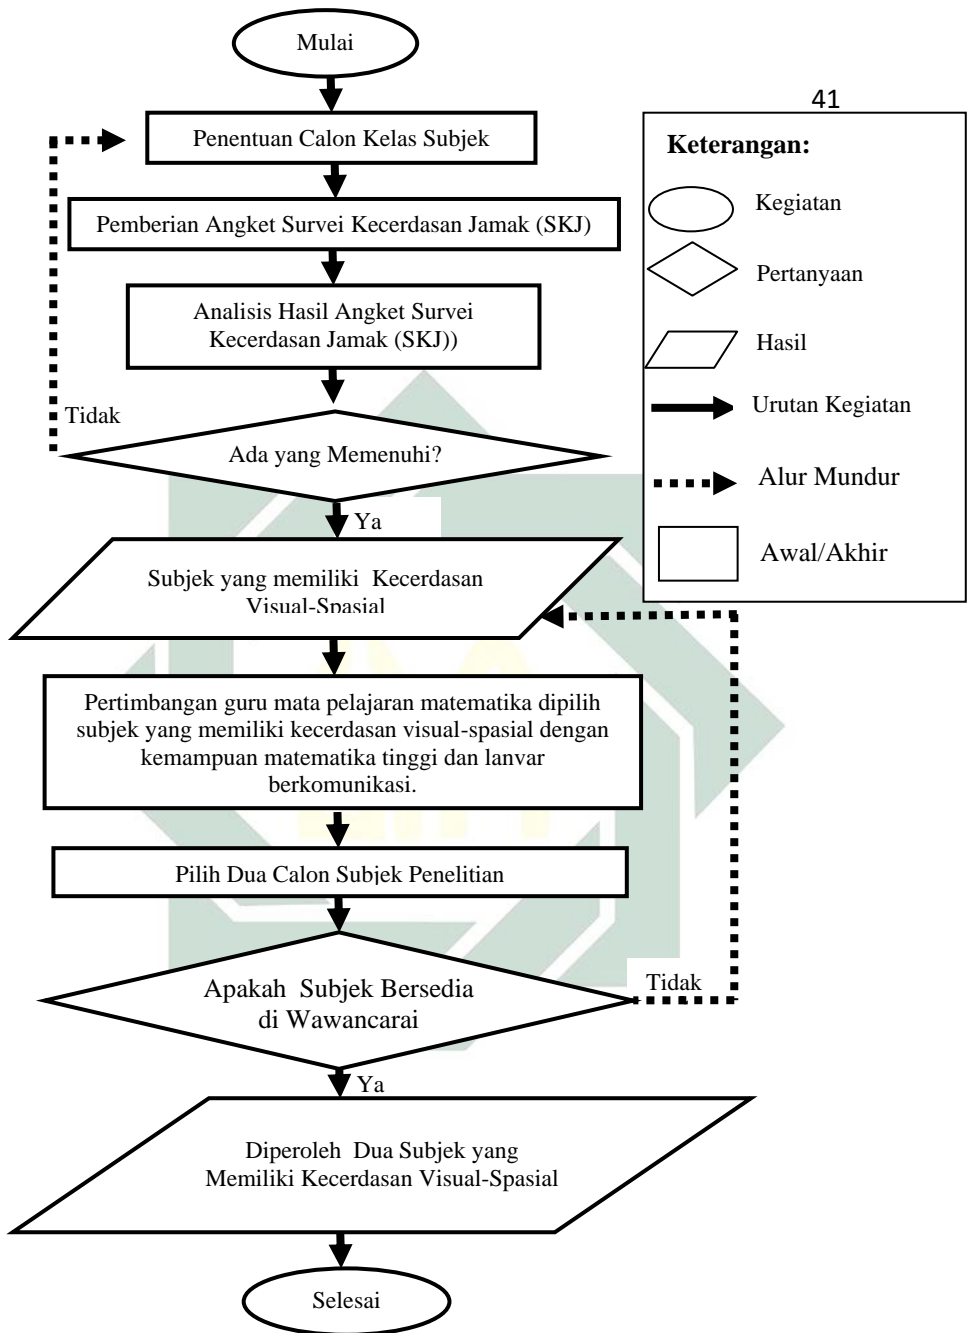 Mulai
41
Penentuan Calon Kelas Subjek
Pemberian Angket Survei Kecerdasan Jamak (SKJ)
Analisis Hasil Angket Survei
Kecerdasan Jamak (SKJ))
Tidak
Ada yang Memenuhi?
Ya
Subjek yang memiliki Kecerdasan
Visual-Spasial
Pertimbangan guru mata pelajaran matematika dipilih
subjek yang memiliki kecerdasan visual-spasial dengan
kemampuan matematika tinggi dan lanvar
berkomunikasi.
Pilih Dua Calon Subjek Penelitian
Apakah Subjek Bersedia
di Wawancarai
Tidak
Ya
Diperoleh Dua Subjek yang
Memiliki Kecerdasan Visual-Spasial
Selesai
Keterangan:
Kegiatan
Pertanyaan
Hasil
Urutan Kegiatan
Alur Mundur
Awal/Akhir